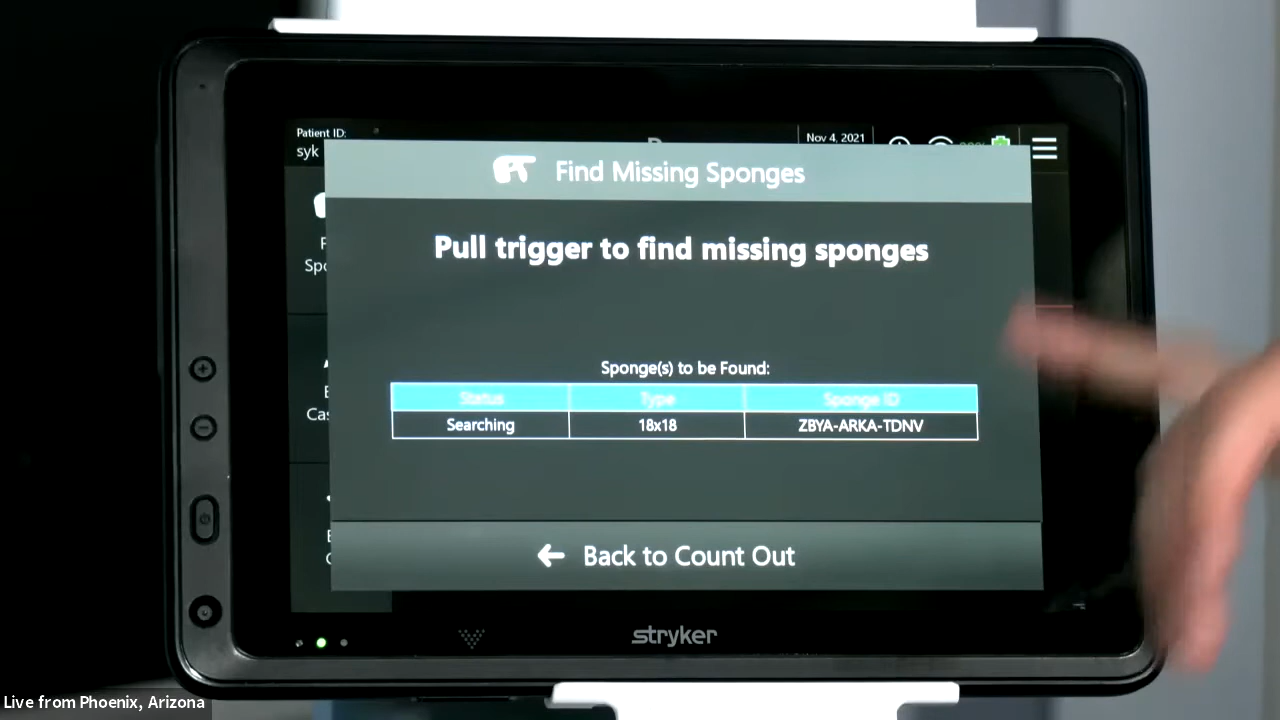 Patient ID:
syk
Nov 4, 2021
Find Missing Sponges
Pull trigger to find missing sponges
Sponge(s) to be Found:
Status Type Sponge ID
Searching 18x18 ZBYA-ARKA-TDNV
Back to Count Out
stryker
Live from Phoenix, Arizona